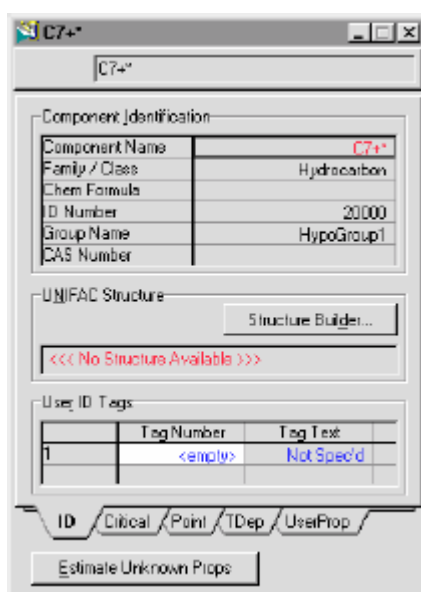 C7+*
C7+*
Component Identification
Component Name C7+*
Family / Class Hydrocarbon
Chem Formula
ID Number 20000
Group Name HypoGroup1
CAS Number
UNIFAC Structure
Structure Builder...
<<< No Structure Available >>>
User ID Tags
Tag Number Tag Text
1 <empty> Not Spec'd
ID Critical Point TDep UserProp
Estimate Unknown Props